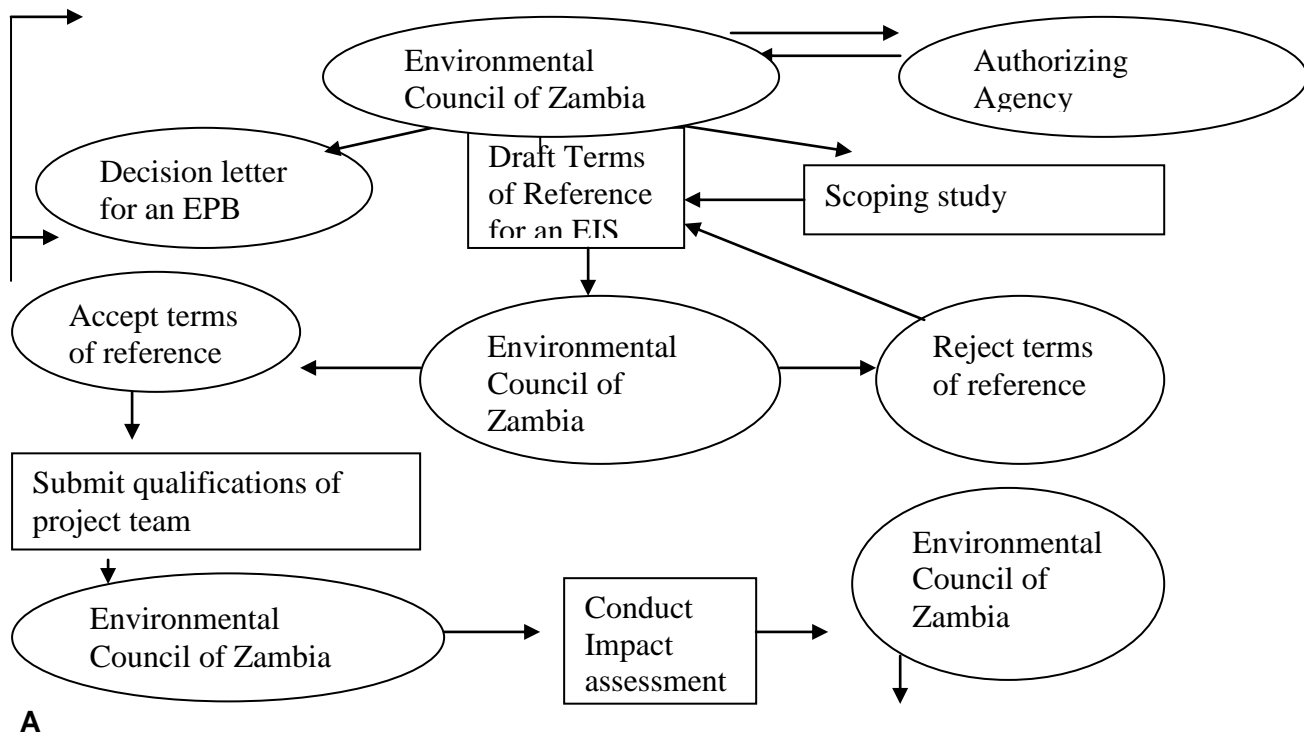 Environmental
Council of Zambia
Authorizing
Agency
Decision letter
for an EPB
Draft Terms
of Reference
for an EIS
Scoping study
Accept terms
of reference
Environmental
Council of
Zambia
Reject terms
of reference
Submit qualifications of
project team
Environmental
Council of
Zambia
Environmental
Council of Zambia
Conduct
Impact
assessment
A